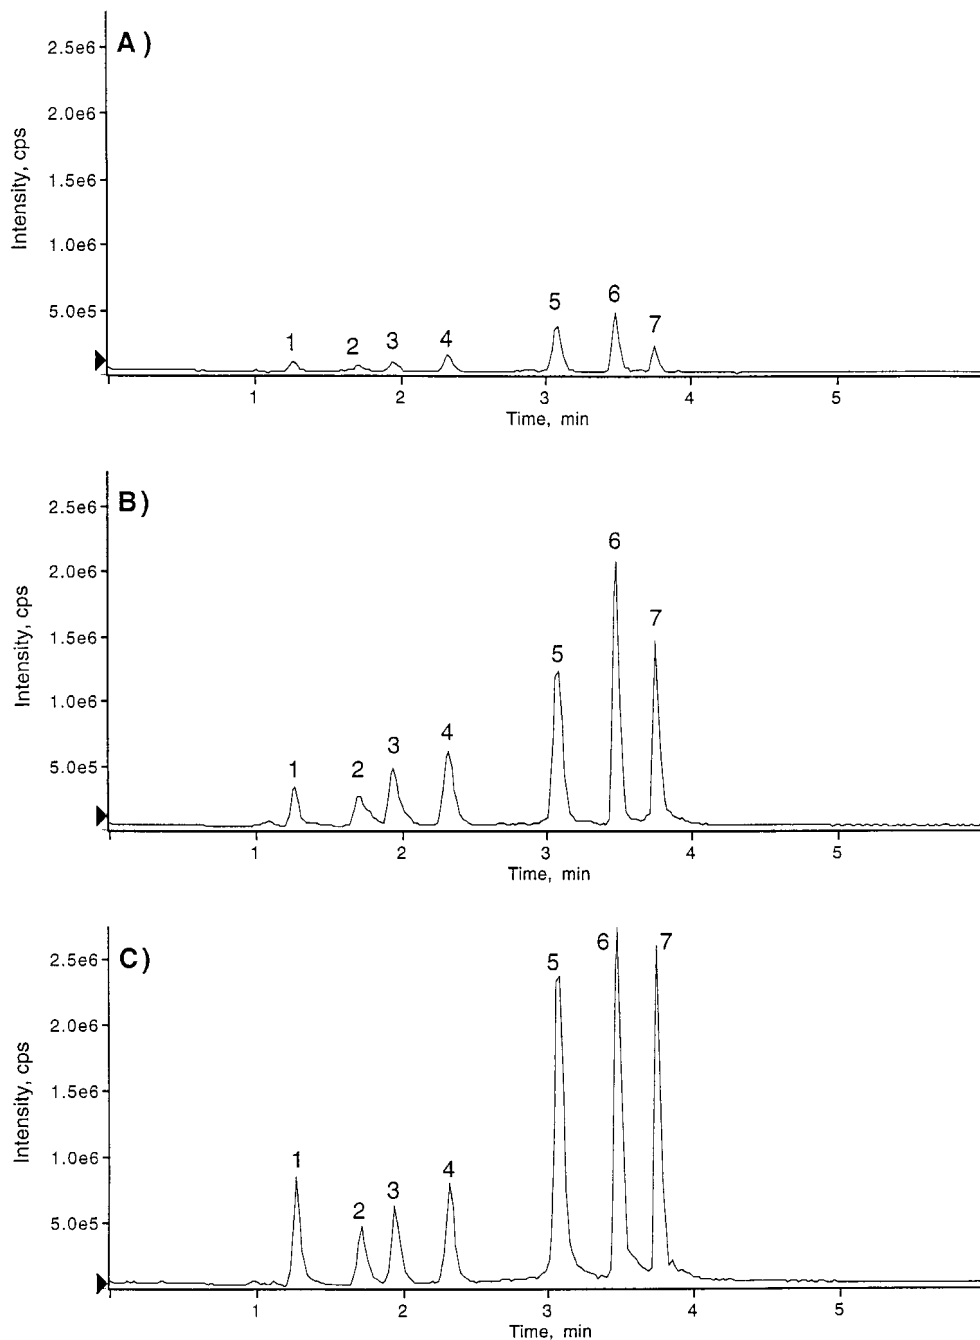 A)
2.5e6
2.0e6
1.5e6
1.0e6
5.0e5
Intensity, cps
1 2 3 4 5 6 7
1 2 3 4 5
Time, min
B)
2.5e6
2.0e6
1.5e6
1.0e6
5.0e5
Intensity, cps
1 2 3 4 5 6 7
1 2 3 4 5
Time, min
C)
2.5e6
2.0e6
1.5e6
1.0e6
5.0e5
Intensity, cps
1 2 3 4 5 6 7
1 2 3 4 5
Time, min